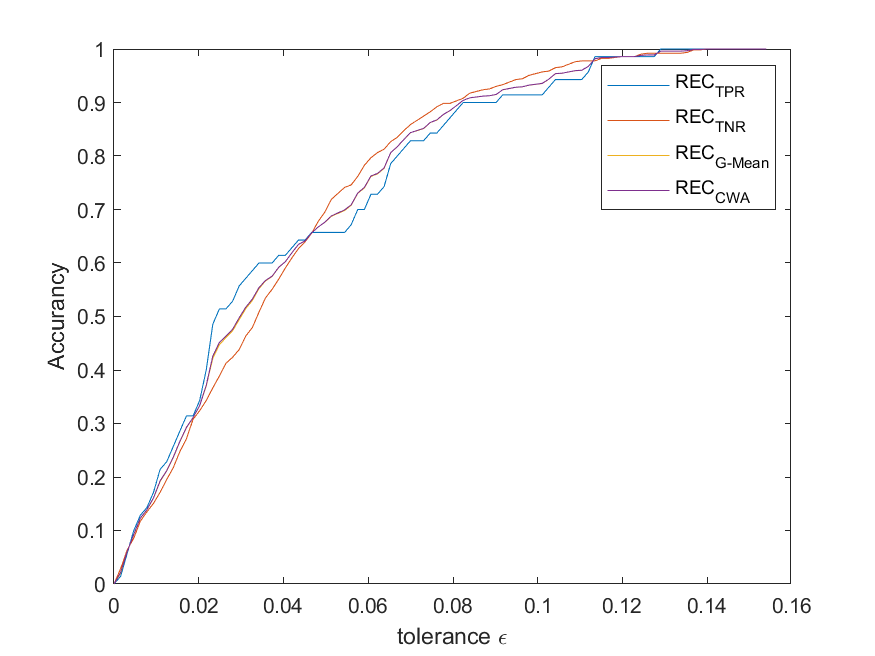 1
0.9
0.8
0.7
0.6
0.5
0.4
0.3
0.2
0.1
0
0 0.02 0.04 0.06 0.08 0.1 0.12 0.14 0.16
Accurancy
tolerance ϵ
REC_TPR
REC_TNR
REC_G-Mean
REC_CWA